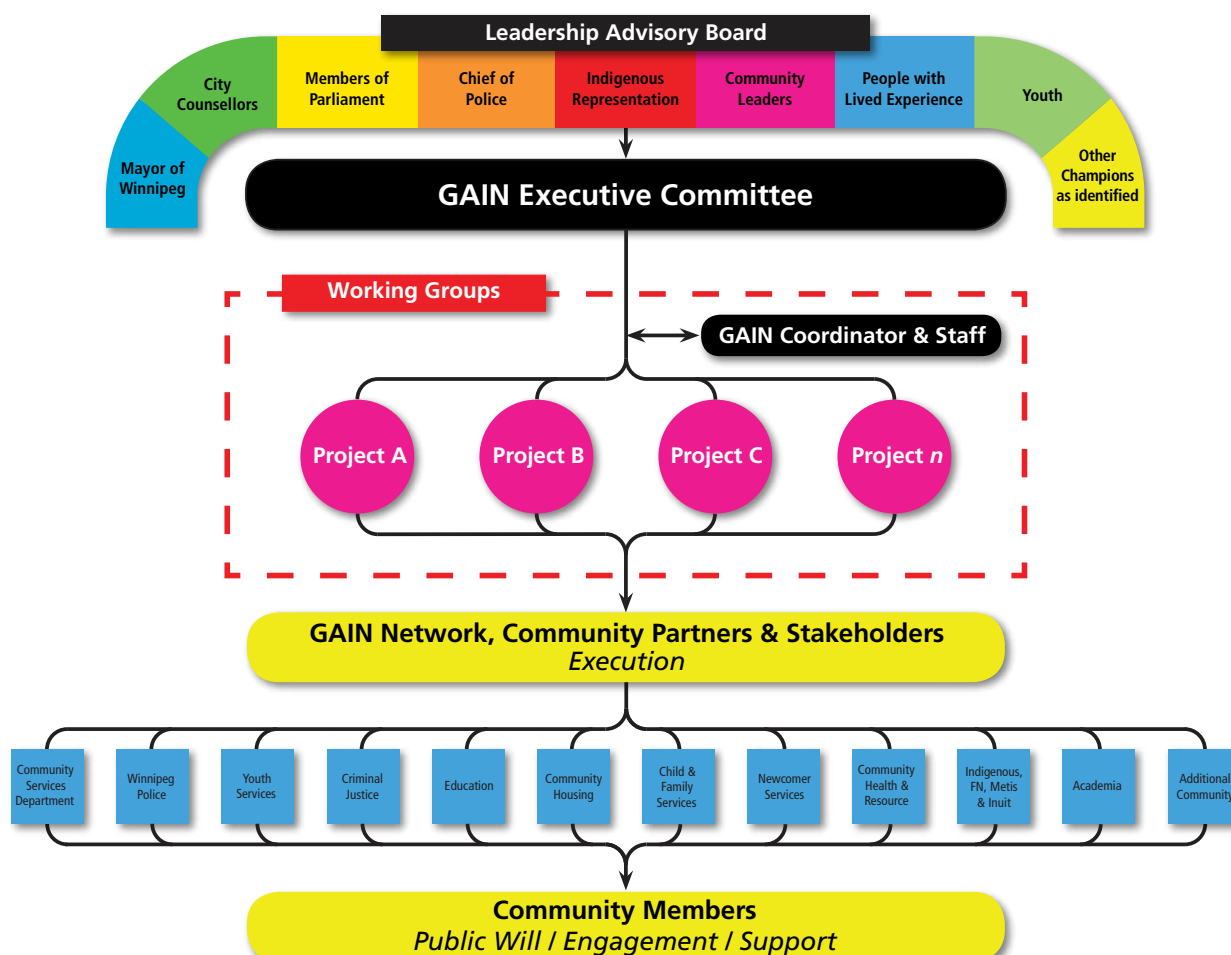 Leadership Advisory Board
Mayor of
Winnipeg
City
Counsellors
Members of
Parliament
Chief of
Police
Indigenous
Representation
Community
Leaders
People with
Lived Experience
Youth
Other
Champions
as identified
GAIN Executive Committee
Working Groups
GAIN Coordinator & Staff
Project A
Project B
Project C
Project n
GAIN Network, Community Partners & Stakeholders
Execution
Community
Services
Department
Winnipeg
Police
Youth
Services
Criminal
Justice
Education
Community
Housing
Child &
Family
Services
Newcomer
Services
Community
Health &
Resource
Indigenous,
FN, Metis
& Inuit
Academia
Additional
Community
Community Members
Public Will / Engagement / Support